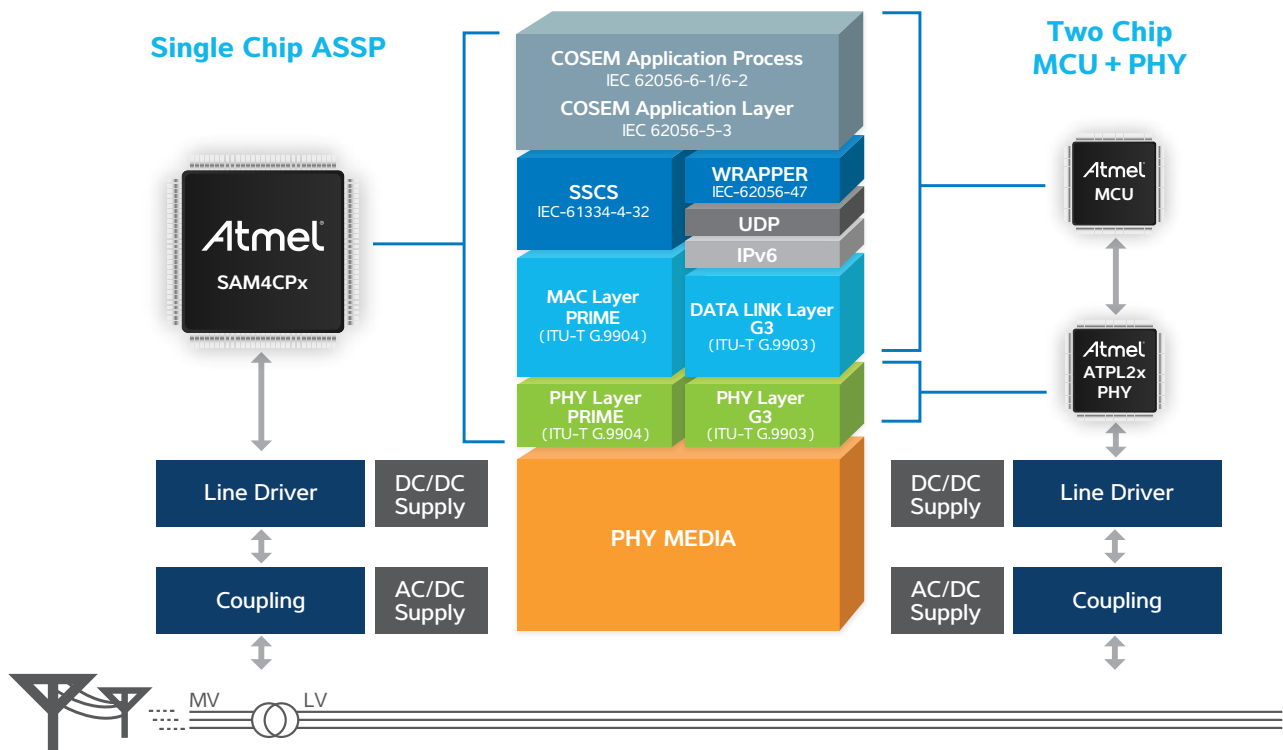 Single Chip ASSP
Atmel®
SAM4CPx
Line Driver
DC/DC
Supply
Coupling
AC/DC
Supply
COSEM Application Process
IEC 62056-6-1/6-2
COSEM Application Layer
IEC 62056-5-3
SSCS
IEC-61334-4-32
WRAPPER
IEC-62056-47
UDP
IPv6
MAC Layer
PRIME
(ITU-T G.9904)
DATA LINK Layer
G3
(ITU-T G.9903)
PHY Layer
PRIME
(ITU-T G.9904)
PHY Layer
G3
(ITU-T G.9903)
PHY MEDIA
Two Chip
MCU + PHY
Atmel
MCU
Atmel
ATPL2x
PHY
DC/DC
Supply
Line Driver
AC/DC
Supply
Coupling
MV
LV